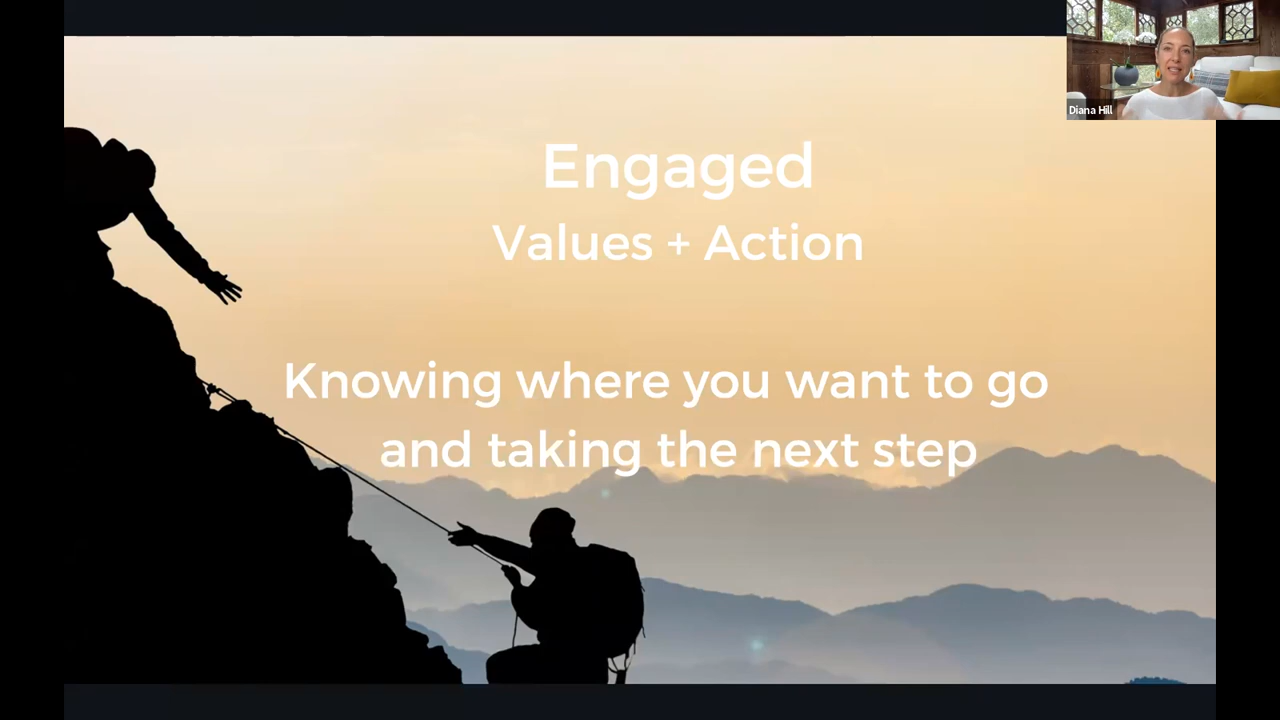 Diana Hill
Engaged
Values + Action
Knowing where you want to go
and taking the next step